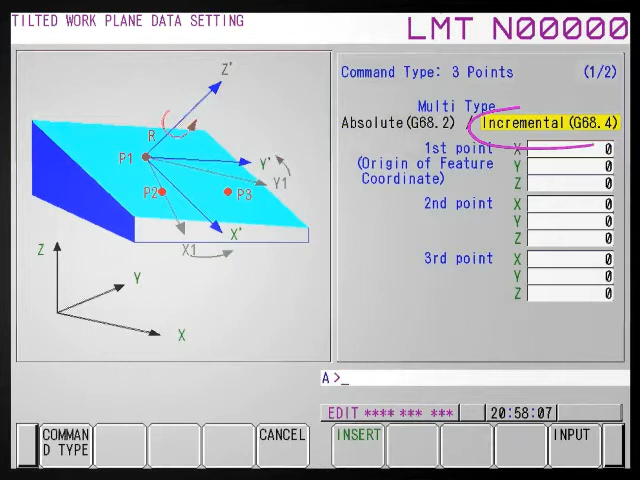 TILTED WORK PLANE DATA SETTING
LMT N00000
Command Type: 3 Points (1/2)
Multi Type
Absolute(G68.2) / Incremental(G68.4)
1st point X 0
(Origin of Feature Y 0
Coordinate) Z 0
2nd point X 0
Y 0
Z 0
3rd point X 0
Y 0
Z 0
Z'
R
P1
Y'
Y1
P2
P3
X'
X1
Z
Y
X
A >_
EDIT **** *** ***
20:58:07
COMMAN
D TYPE
CANCEL
INSERT
INPUT